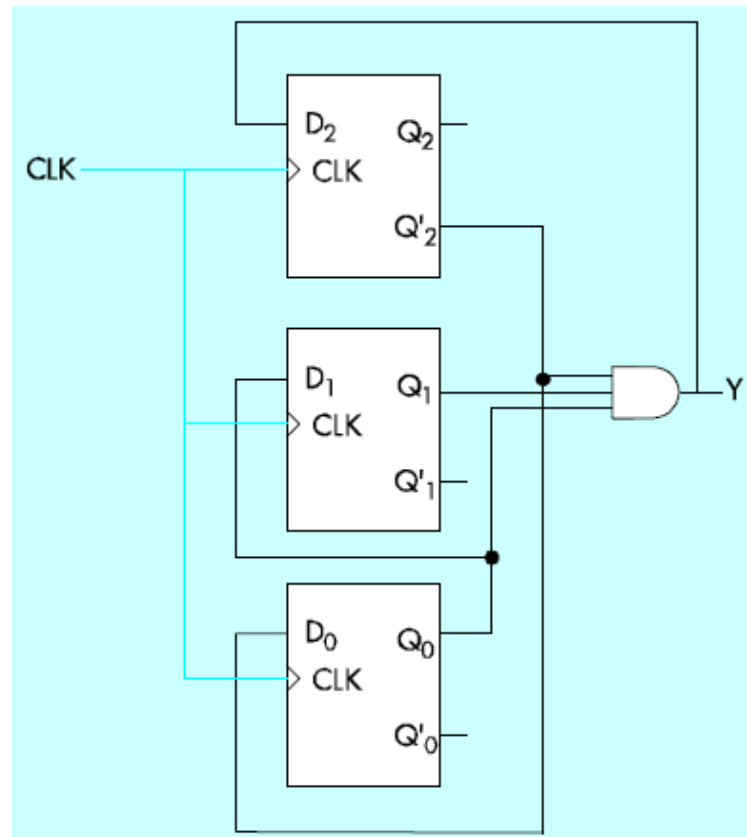 D₂ Q₂
CLK CLK
Q'₂
D₁ Q₁ Y
CLK
Q'₁
D₀ Q₀
CLK
Q'₀